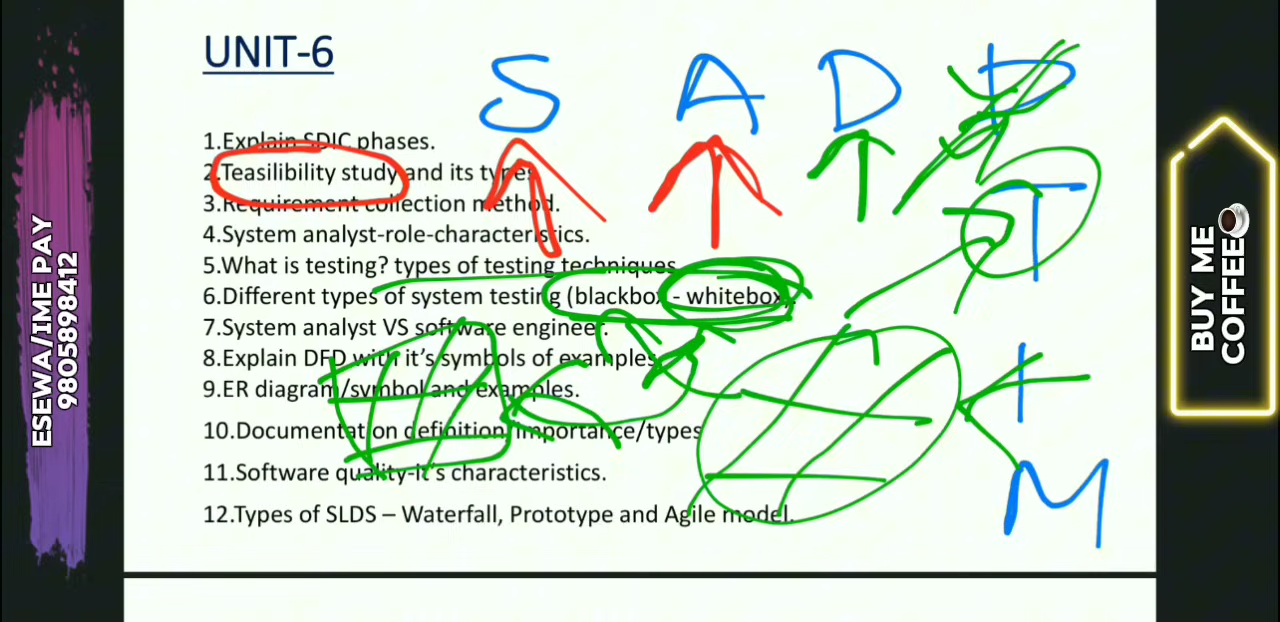 UNIT-6
S A D D
1.Explain SDIC phases.
2.Teasilibility study and its types
3.Requirement collection method.
4.System analyst-role-characteristics.
5.What is testing? types of testing techniques
6.Different types of system testing (blackbox - whitebox).
7.System analyst VS software engineer.
8.Explain DFD with it's symbols of examples
9.ER diagram/symbol and examples.
10.Documentation definition/importance/types
11.Software quality-it's characteristics.
12.Types of SLDS – Waterfall, Prototype and Agile model.
T
I
M
ESEWA/IME PAY
9805898412
BUY ME
COFFEE